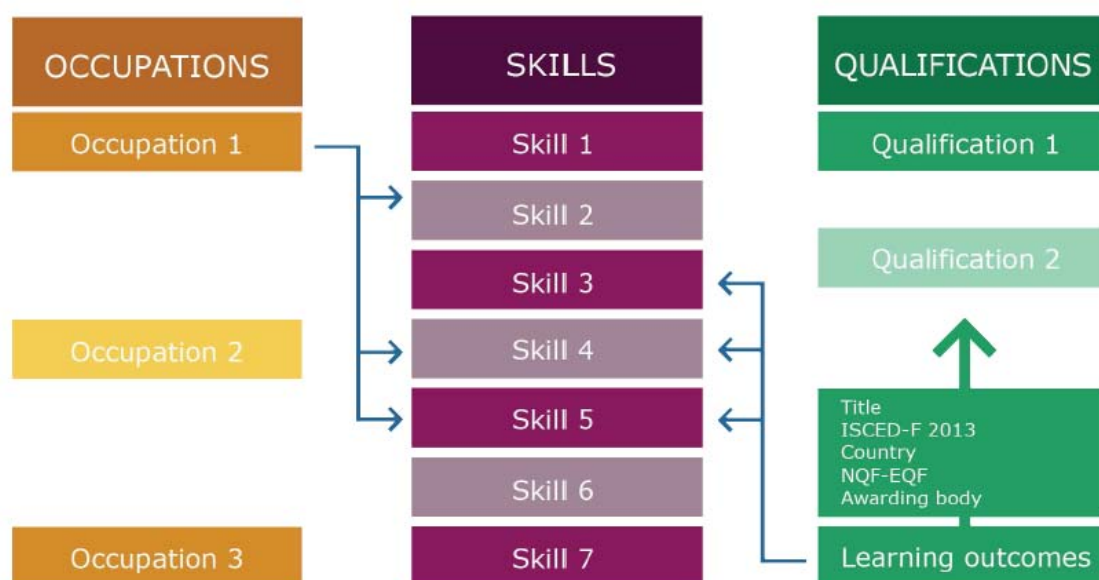 OCCUPATIONS
Occupation 1
Occupation 2
Occupation 3
SKILLS
Skill 1
Skill 2
Skill 3
Skill 4
Skill 5
Skill 6
Skill 7
QUALIFICATIONS
Qualification 1
Qualification 2
Title
ISCED-F 2013
Country
NQF-EQF
Awarding body
Learning outcomes